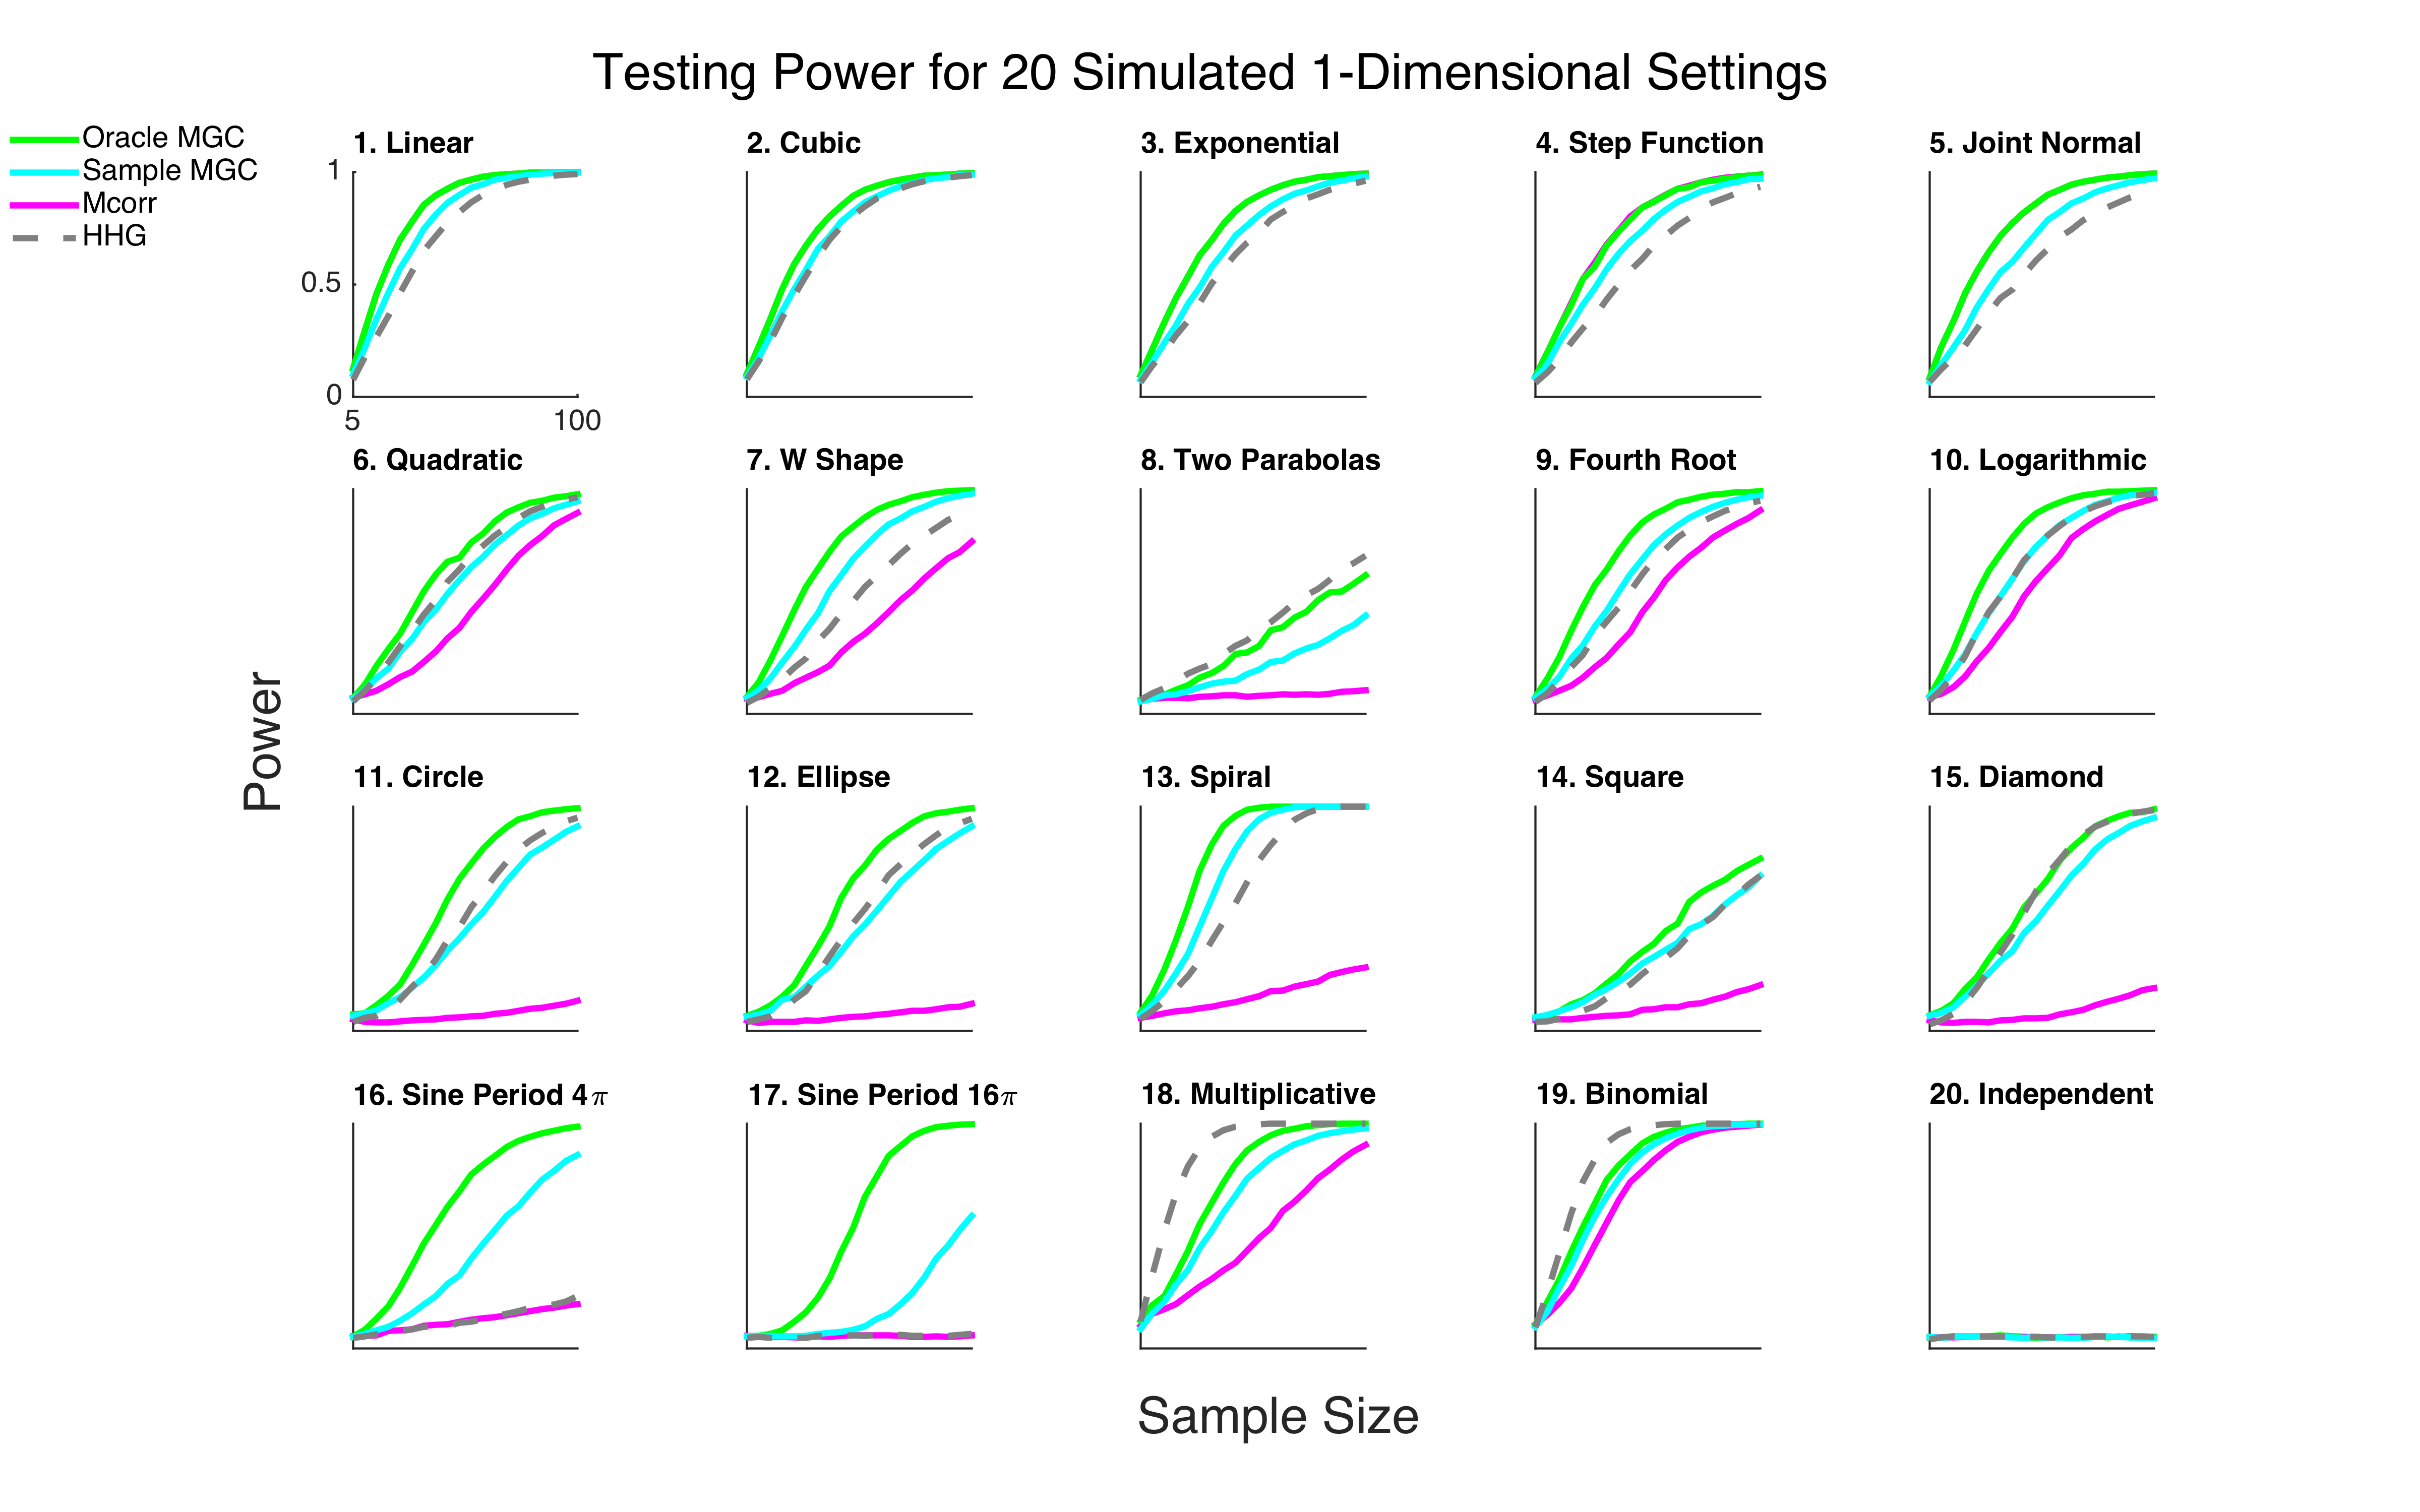 Testing Power for 20 Simulated 1-Dimensional Settings
Oracle MGC
Sample MGC
Mcorr
HHG
1. Linear
2. Cubic
3. Exponential
4. Step Function
5. Joint Normal
1
0.5
0
5
100
6. Quadratic
7. W Shape
8. Two Parabolas
9. Fourth Root
10. Logarithmic
Power
11. Circle
12. Ellipse
13. Spiral
14. Square
15. Diamond
16. Sine Period 4π
17. Sine Period 16π
18. Multiplicative
19. Binomial
20. Independent
Sample Size